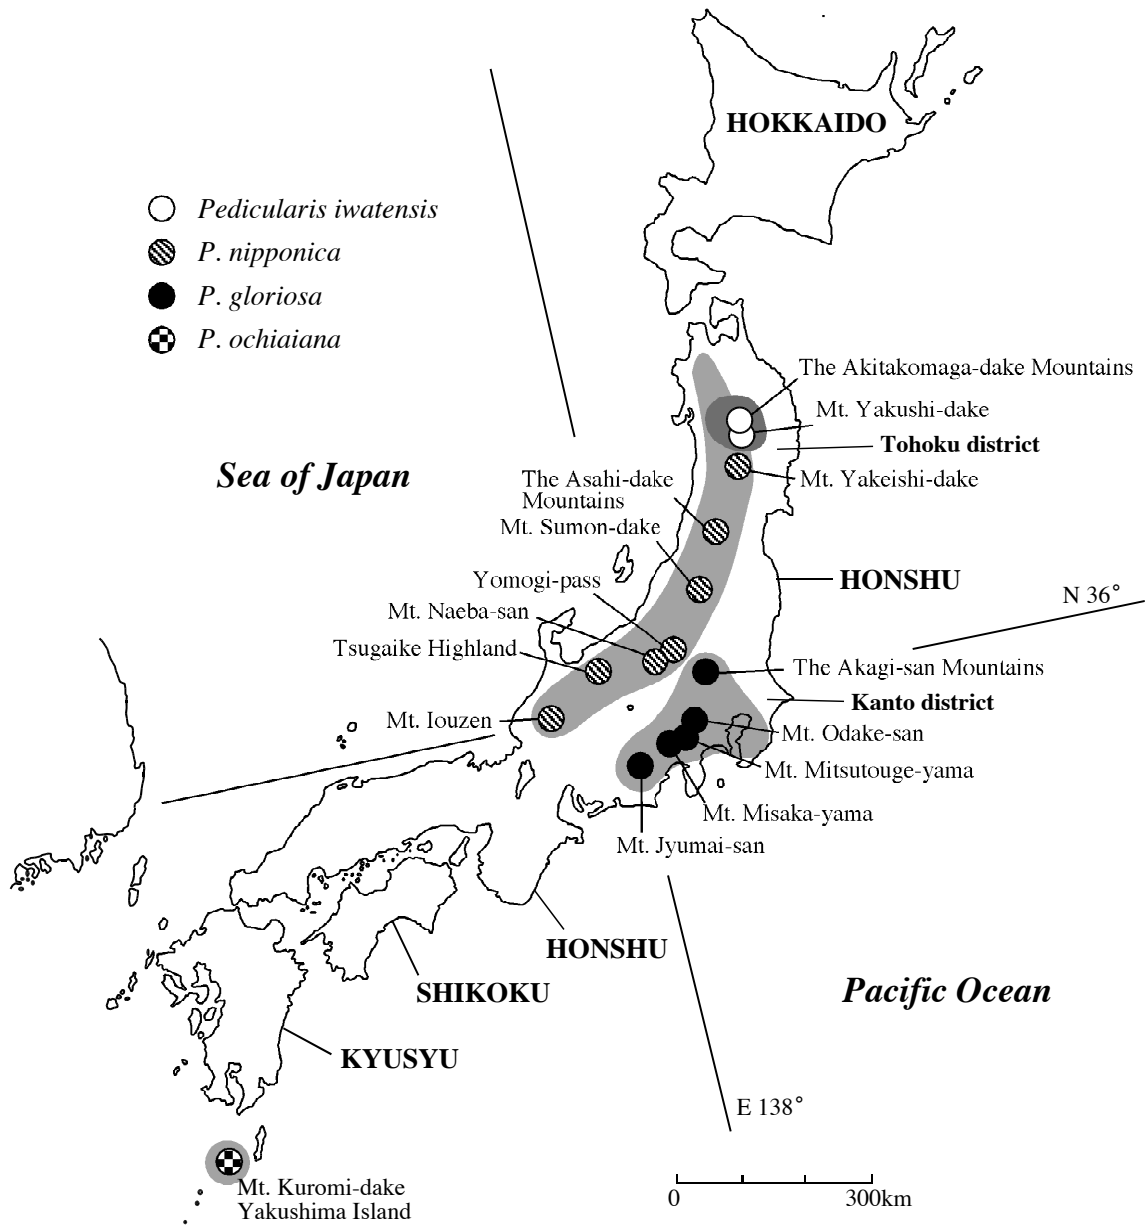 HOKKAIDO
Pedicularis iwatensis
P. nipponica
P. gloriosa
P. ochiaiana
The Akitakomaga-dake Mountains
Mt. Yakushi-dake
Tohoku district
Sea of Japan
The Asahi-dake
Mountains
Mt. Yakeishi-dake
Mt. Sumon-dake
Yomogi-pass
HONSHU
N 36°
Mt. Naeba-san
Tsugaike Highland
The Akagi-san Mountains
Kanto district
Mt. Iouzen
Mt. Odake-san
Mt. Mitsutouge-yama
Mt. Misaka-yama
Mt. Jyumai-san
HONSHU
SHIKOKU
Pacific Ocean
KYUSYU
E 138°
Mt. Kuromi-dake
Yakushima Island
0 300km